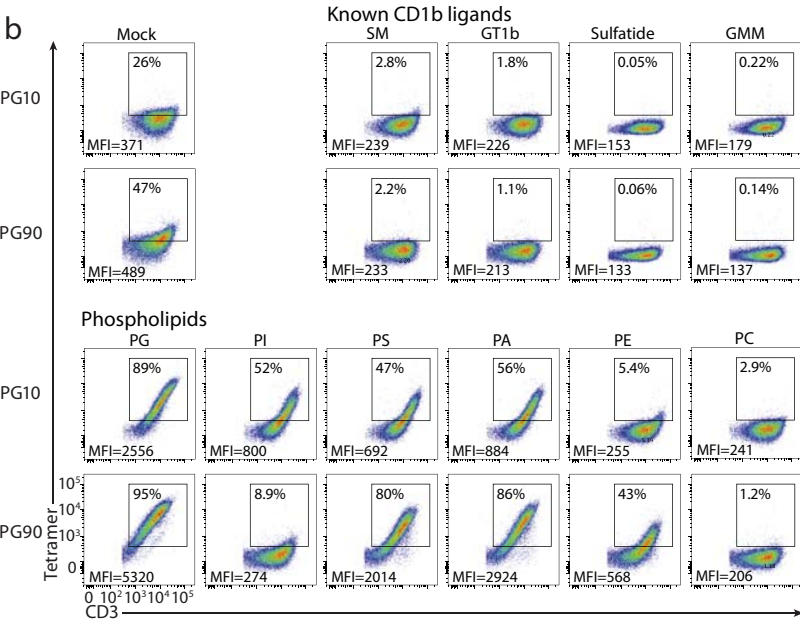 b
Known CD1b ligands
Mock SM GT1b Sulfatide GMM
PG10
26% 2.8% 1.8% 0.05% 0.22%
MFI=371 MFI=239 MFI=226 MFI=153 MFI=179
PG90
47% 2.2% 1.1% 0.06% 0.14%
MFI=489 MFI=233 MFI=213 MFI=133 MFI=137
Phospholipids
PG PI PS PA PE PC
PG10
89% 52% 47% 56% 5.4% 2.9%
MFI=2556 MFI=800 MFI=692 MFI=884 MFI=255 MFI=241
PG90
95% 8.9% 80% 86% 43% 1.2%
MFI=5320 MFI=274 MFI=2014 MFI=2924 MFI=568 MFI=206
10⁵
10⁴
10³
0
Tetramer
0 10² 10³ 10⁴ 10⁵
CD3